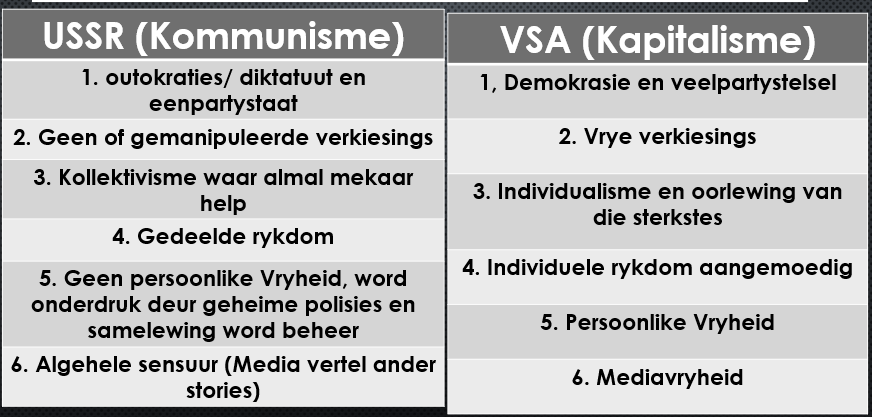 USSR (Kommunisme)
1. outokraties/ diktatuut en
eenpartystaat
2. Geen of gemanipuleerde verkiesings
3. Kollektivisme waar almal mekaar
help
4. Gedeelde rykdom
5. Geen persoonlike Vryheid, word
onderdruk deur geheime polisies en
samelewing word beheer
6. Algehele sensuur (Media vertel ander
stories)
VSA (Kapitalisme)
1, Demokrasie en veelpartystelsel
2. Vrye verkiesings
3. Individualisme en oorlewing van
die sterkstes
4. Individuele rykdom aangemoedig
5. Persoonlike Vryheid
6. Mediavryheid